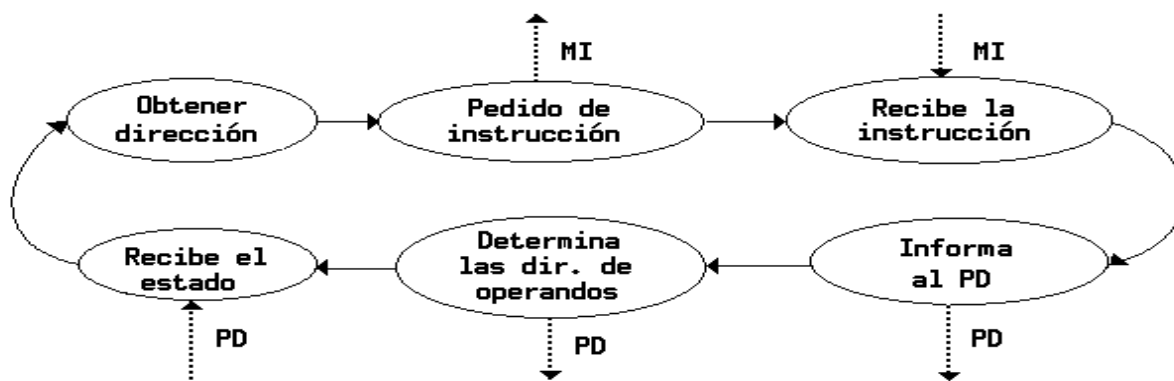 MI
MI
Obtener
dirección
Pedido de
instrucción
Recibe la
instrucción
Recibe el
estado
Determina
las dir. de
operandos
Informa
al PD
PD
PD
PD